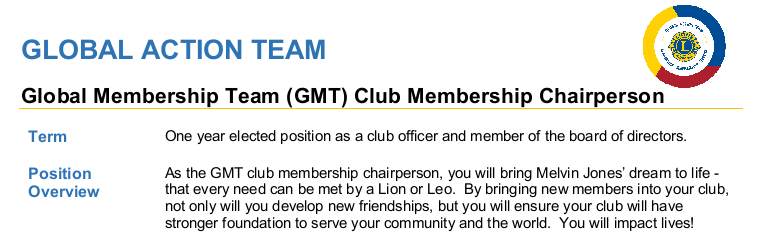 GLOBAL ACTION TEAM
Global Membership Team (GMT) Club Membership Chairperson
Term
One year elected position as a club officer and member of the board of directors.
Position
Overview
As the GMT club membership chairperson, you will bring Melvin Jones’ dream to life -
that every need can be met by a Lion or Leo.  By bringing new members into your club,
not only will you develop new friendships, but you will ensure your club will have
stronger foundation to serve your community and the world.  You will impact lives!